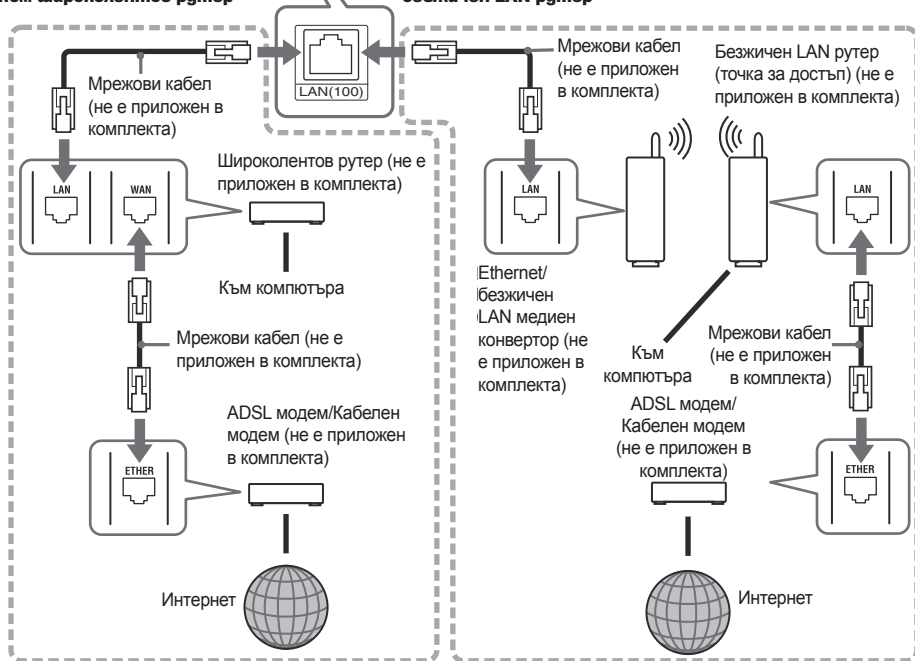 LAN(100)
Мрежови кабел
(не е приложен в
комплекта)
Широколентов рутер (не е
приложен в комплекта)
LAN
WAN
Към компютъра
Мрежови кабел (не е
приложен в комплекта)
ADSL модем/Кабелен
модем (не е приложен
в комплекта)
ETHER
Интернет
Мрежови кабел
(не е приложен
в комплекта)
Безжичен LAN рутер
(точка за достъп) (не е
приложен в комплекта)
LAN
LAN
Ethernet/
безжичен
LAN медиен
конвертор (не
е приложен в
комплекта)
Към
компютъра
Мрежови кабел
(не е приложен
в комплекта)
ADSL модем/
Кабелен модем
(не е приложен в
комплекта)
ETHER
Интернет